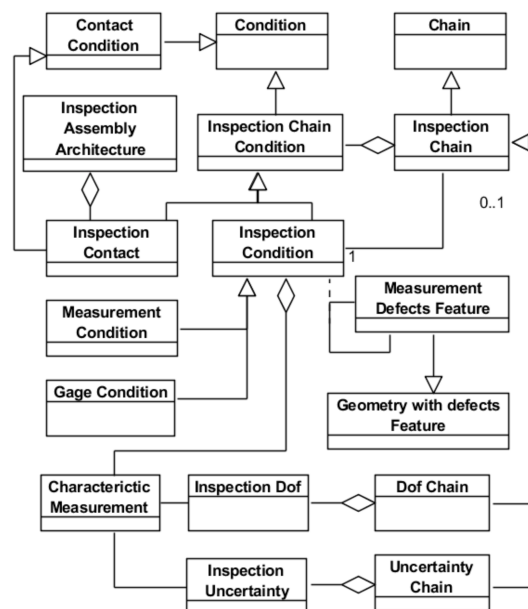 Contact
Condition
Condition
Chain
Inspection
Assembly
Architecture
Inspection Chain
Condition
Inspection
Chain
0..1
Inspection
Contact
Inspection
Condition
1
Measurement
Defects Feature
Measurement
Condition
Gage Condition
Geometry with defects
Feature
Charecterictic
Measurement
Inspection Dof
Dof Chain
Inspection
Uncertainty
Uncertainty
Chain